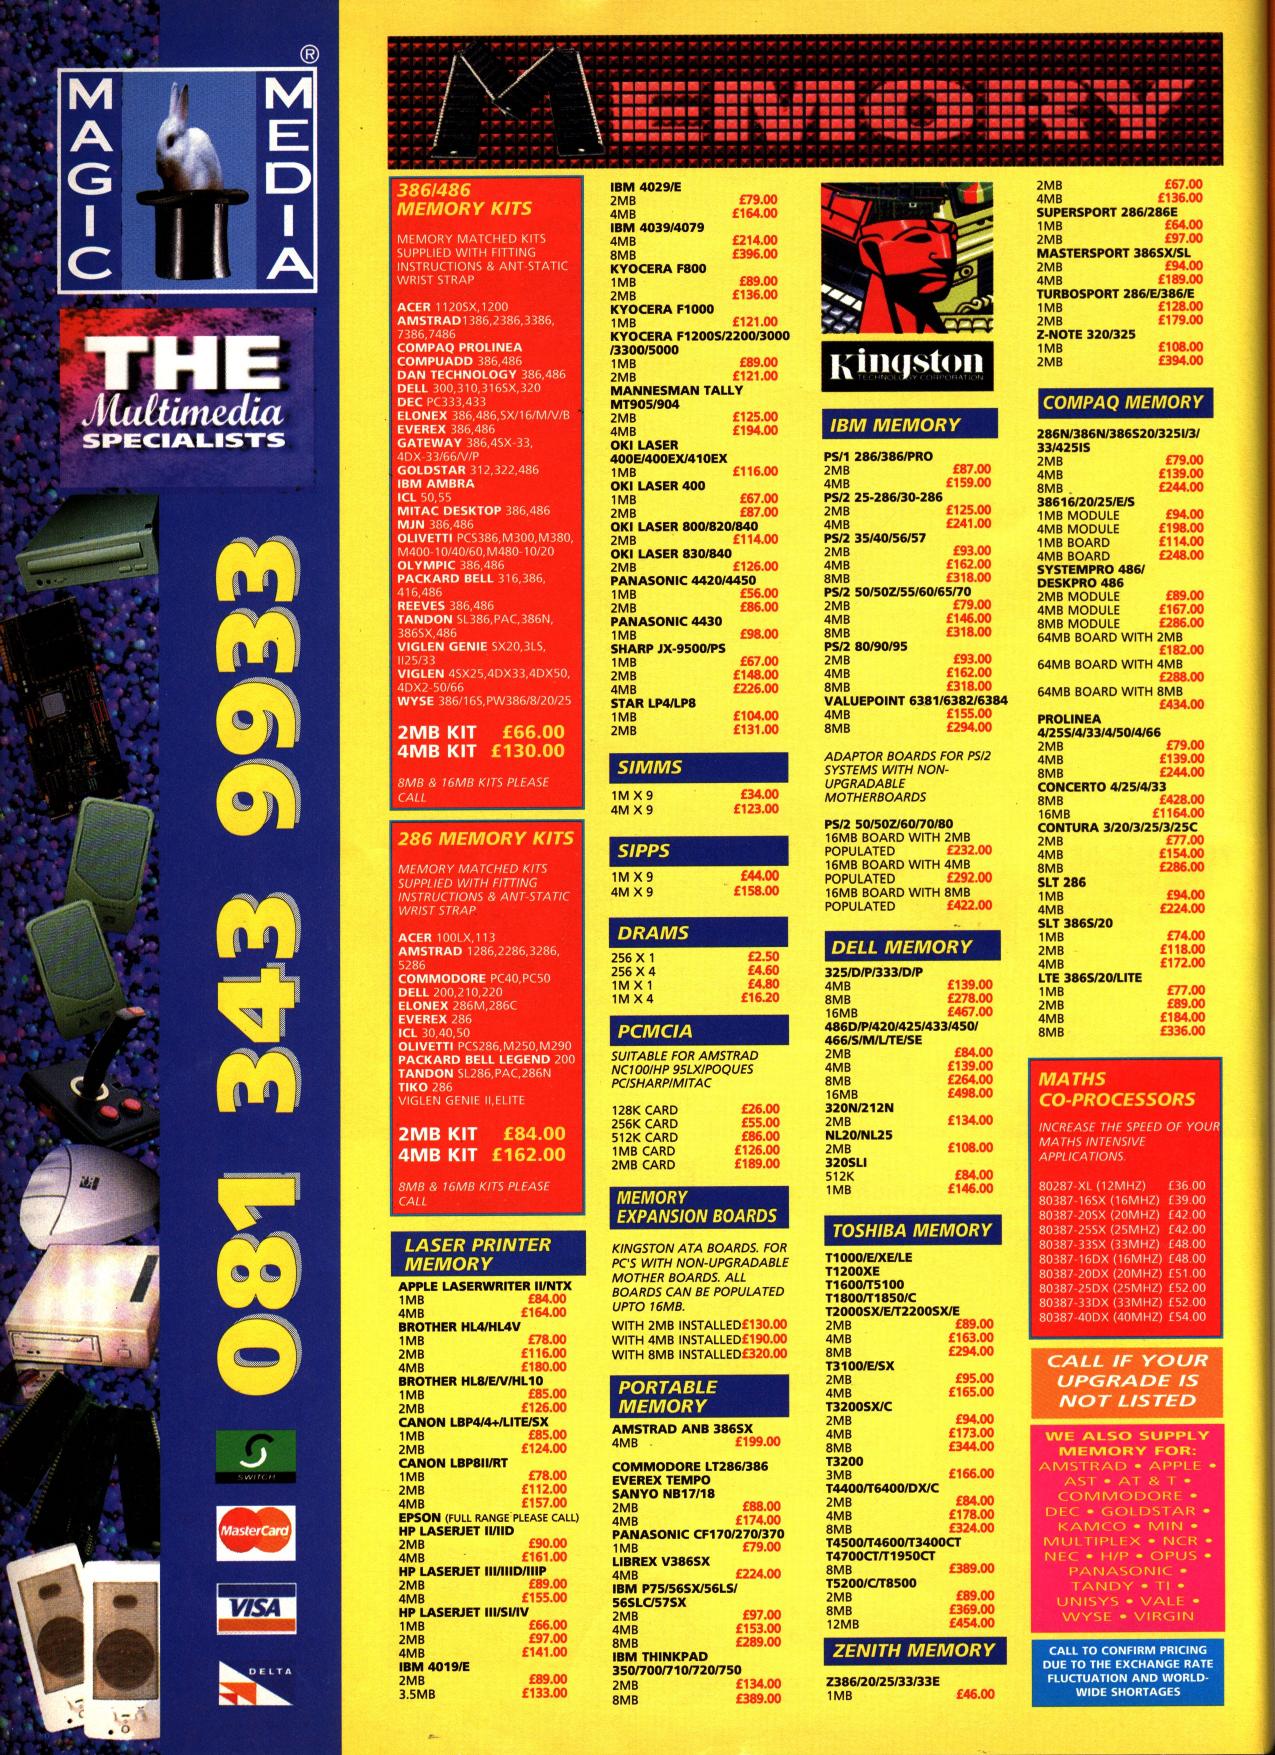 ®
MAGIC
MEDIA
THE
Multimedia
SPECIALISTS
081 343 9933
SWITCH
MasterCard
VISA
DELTA
MEMORY
386/486
MEMORY KITS
MEMORY MATCHED KITS
SUPPLIED WITH FITTING
INSTRUCTIONS & ANT-STATIC
WRIST STRAP
ACER 1120SX,1200
AMSTRAD1386,2386,3386,
7386,7486
COMPAQ PROLINEA
COMPUADD 386,486
DAN TECHNOLOGY 386,486
DELL 300,310,316SX,320
DEC PC333,433
ELONEX 386,486,SX/16/M/V/B
EVEREX 386,486
GATEWAY 386,4SX-33,
4DX-33/66/V/P
GOLDSTAR 312,322,486
IBM AMBRA
ICL 50,55
MITAC DESKTOP 386,486
MJN 386,486
OLIVETTI PCS386,M300,M380,
M400-10/40/60,M480-10/20
OLYMPIC 386,486
PACKARD BELL 316,386,
416,486
REEVES 386,486
TANDON SL386,PAC,386N,
386SX,486
VIGLEN GENIE SX20,3LS,
II25/33
VIGLEN 4SX25,4DX33,4DX50,
4DX2-50/66
WYSE 386/16S,PW386/8/20/25
2MB KIT £66.00
4MB KIT £130.00
8MB & 16MB KITS PLEASE
CALL
286 MEMORY KITS
MEMORY MATCHED KITS
SUPPLIED WITH FITTING
INSTRUCTIONS & ANT-STATIC
WRIST STRAP
ACER 100LX,113
AMSTRAD 1286,2286,3286,
5286
COMMODORE PC40,PC50
DELL 200,210,220
ELONEX 286M,286C
EVEREX 286
ICL 30,40,50
OLIVETTI PCS286,M250,M290
PACKARD BELL LEGEND 200
TANDON SL286,PAC,286N
TIKO 286
VIGLEN GENIE II,ELITE
2MB KIT £84.00
4MB KIT £162.00
8MB & 16MB KITS PLEASE
CALL
LASER PRINTER
MEMORY
APPLE LASERWRITER II/NTX
1MB £84.00
4MB £164.00
BROTHER HL4/HL4V
1MB £78.00
2MB £116.00
4MB £180.00
BROTHER HL8/E/V/HL10
1MB £85.00
2MB £126.00
CANON LBP4/4+/LITE/SX
1MB £85.00
2MB £124.00
CANON LBP8II/RT
1MB £78.00
2MB £112.00
4MB £157.00
EPSON (FULL RANGE PLEASE CALL)
HP LASERJET II/IID
2MB £90.00
4MB £161.00
HP LASERJET III/IIID/IIIP
2MB £89.00
4MB £155.00
HP LASERJET III/SI/IV
1MB £66.00
2MB £97.00
4MB £141.00
IBM 4019/E
2MB £89.00
3.5MB £133.00
IBM 4029/E
2MB £79.00
4MB £164.00
IBM 4039/4079
4MB £214.00
8MB £396.00
KYOCERA F800
1MB £89.00
2MB £136.00
KYOCERA F1000
1MB £121.00
KYOCERA F1200S/2200/3000
/3300/5000
1MB £89.00
2MB £121.00
MANNESMAN TALLY
MT905/904
2MB £125.00
4MB £194.00
OKI LASER
400E/400EX/410EX
1MB £116.00
OKI LASER 400
1MB £67.00
2MB £87.00
OKI LASER 800/820/840
2MB £114.00
OKI LASER 830/840
2MB £126.00
PANASONIC 4420/4450
1MB £56.00
2MB £86.00
PANASONIC 4430
1MB £98.00
SHARP JX-9500/PS
1MB £67.00
2MB £148.00
4MB £226.00
STAR LP4/LP8
1MB £104.00
2MB £131.00
SIMMS
1M X 9 £34.00
4M X 9 £123.00
SIPPS
1M X 9 £44.00
4M X 9 £158.00
DRAMS
256 X 1 £2.50
256 X 4 £4.60
1M X 1 £4.80
1M X 4 £16.20
PCMCIA
SUITABLE FOR AMSTRAD
NC100/HP 95LX/POQUES
PC/SHARP/MITAC
128K CARD £26.00
256K CARD £55.00
512K CARD £86.00
1MB CARD £126.00
2MB CARD £189.00
MEMORY
EXPANSION BOARDS
KINGSTON ATA BOARDS. FOR
PC'S WITH NON-UPGRADABLE
MOTHER BOARDS. ALL
BOARDS CAN BE POPULATED
UPTO 16MB.
WITH 2MB INSTALLED£130.00
WITH 4MB INSTALLED£190.00
WITH 8MB INSTALLED£320.00
PORTABLE
MEMORY
AMSTRAD ANB 386SX
4MB £199.00
COMMODORE LT286/386
EVEREX TEMPO
SANYO NB17/18
2MB £88.00
4MB £174.00
PANASONIC CF170/270/370
1MB £79.00
LIBREX V386SX
4MB £224.00
IBM P75/56SX/56LS/
56SLC/57SX
2MB £97.00
4MB £153.00
8MB £289.00
IBM THINKPAD
350/700/710/720/750
2MB £134.00
8MB £389.00
Kingston
TECHNOLOGY CORPORATION
IBM MEMORY
PS/1 286/386/PRO
2MB £87.00
4MB £159.00
PS/2 25-286/30-286
2MB £125.00
4MB £241.00
PS/2 35/40/56/57
2MB £93.00
4MB £162.00
8MB £318.00
PS/2 50/50Z/55/60/65/70
2MB £79.00
4MB £146.00
8MB £318.00
PS/2 80/90/95
2MB £93.00
4MB £162.00
8MB £318.00
VALUEPOINT 6381/6382/6384
4MB £155.00
8MB £294.00
ADAPTOR BOARDS FOR PS/2
SYSTEMS WITH NON-
UPGRADABLE
MOTHERBOARDS
PS/2 50/50Z/60/70/80
16MB BOARD WITH 2MB
POPULATED £232.00
16MB BOARD WITH 4MB
POPULATED £292.00
16MB BOARD WITH 8MB
POPULATED £422.00
DELL MEMORY
325/D/P/333/D/P
4MB £139.00
8MB £278.00
16MB £467.00
486D/P/420/425/433/450/
466/S/M/L/TE/SE
2MB £84.00
4MB £139.00
8MB £264.00
16MB £498.00
320N/212N
2MB £134.00
NL20/NL25
2MB £108.00
320SLI
512K £84.00
1MB £146.00
TOSHIBA MEMORY
T1000/E/XE/LE
T1200XE
T1600/T5100
T1800/T1850/C
T2000SX/E/T2200SX/E
2MB £89.00
4MB £163.00
8MB £294.00
T3100/E/SX
2MB £95.00
4MB £165.00
T3200SX/C
2MB £94.00
4MB £173.00
8MB £344.00
T3200
3MB £166.00
T4400/T6400/DX/C
2MB £84.00
4MB £178.00
8MB £324.00
T4500/T4600/T3400CT
T4700CT/T1950CT
8MB £389.00
T5200/C/T8500
2MB £89.00
8MB £369.00
12MB £454.00
ZENITH MEMORY
Z386/20/25/33/33E
1MB £46.00
2MB £67.00
4MB £136.00
SUPERSPORT 286/286E
1MB £64.00
2MB £97.00
MASTERSPORT 386SX/SL
2MB £94.00
4MB £189.00
TURBOSPORT 286/E/386/E
1MB £128.00
2MB £179.00
Z-NOTE 320/325
1MB £108.00
2MB £394.00
COMPAQ MEMORY
286N/386N/386S20/325I/3/
33/425IS
2MB £79.00
4MB £139.00
8MB £244.00
38616/20/25/E/S
1MB MODULE £94.00
4MB MODULE £198.00
1MB BOARD £114.00
4MB BOARD £248.00
SYSTEMPRO 486/
DESKPRO 486
2MB MODULE £89.00
4MB MODULE £167.00
8MB MODULE £286.00
64MB BOARD WITH 2MB
£182.00
64MB BOARD WITH 4MB
£288.00
64MB BOARD WITH 8MB
£434.00
PROLINEA
4/25S/4/33/4/50/4/66
2MB £79.00
4MB £139.00
8MB £244.00
CONCERTO 4/25/4/33
8MB £428.00
16MB £1164.00
CONTURA 3/20/3/25/3/25C
2MB £77.00
4MB £154.00
8MB £286.00
SLT 286
1MB £94.00
4MB £224.00
SLT 386S/20
1MB £74.00
2MB £118.00
4MB £172.00
LTE 386S/20/LITE
1MB £77.00
2MB £89.00
4MB £184.00
8MB £336.00
MATHS
CO-PROCESSORS
INCREASE THE SPEED OF YOUR
MATHS INTENSIVE
APPLICATIONS.
80287-XL (12MHZ) £36.00
80387-16SX (16MHZ) £39.00
80387-20SX (20MHZ) £42.00
80387-25SX (25MHZ) £42.00
80387-33SX (33MHZ) £48.00
80387-16DX (16MHZ) £48.00
80387-20DX (20MHZ) £51.00
80387-25DX (25MHZ) £52.00
80387-33DX (33MHZ) £52.00
80387-40DX (40MHZ) £54.00
CALL IF YOUR
UPGRADE IS
NOT LISTED
WE ALSO SUPPLY
MEMORY FOR:
AMSTRAD • APPLE •
AST • AT & T •
COMMODORE •
DEC • GOLDSTAR •
KAMCO • MIN •
MULTIPLEX • NCR •
NEC • H/P • OPUS •
PANASONIC •
TANDY • TI •
UNISYS • VALE •
WYSE • VIRGIN
CALL TO CONFIRM PRICING
DUE TO THE EXCHANGE RATE
FLUCTUATION AND WORLD-
WIDE SHORTAGES